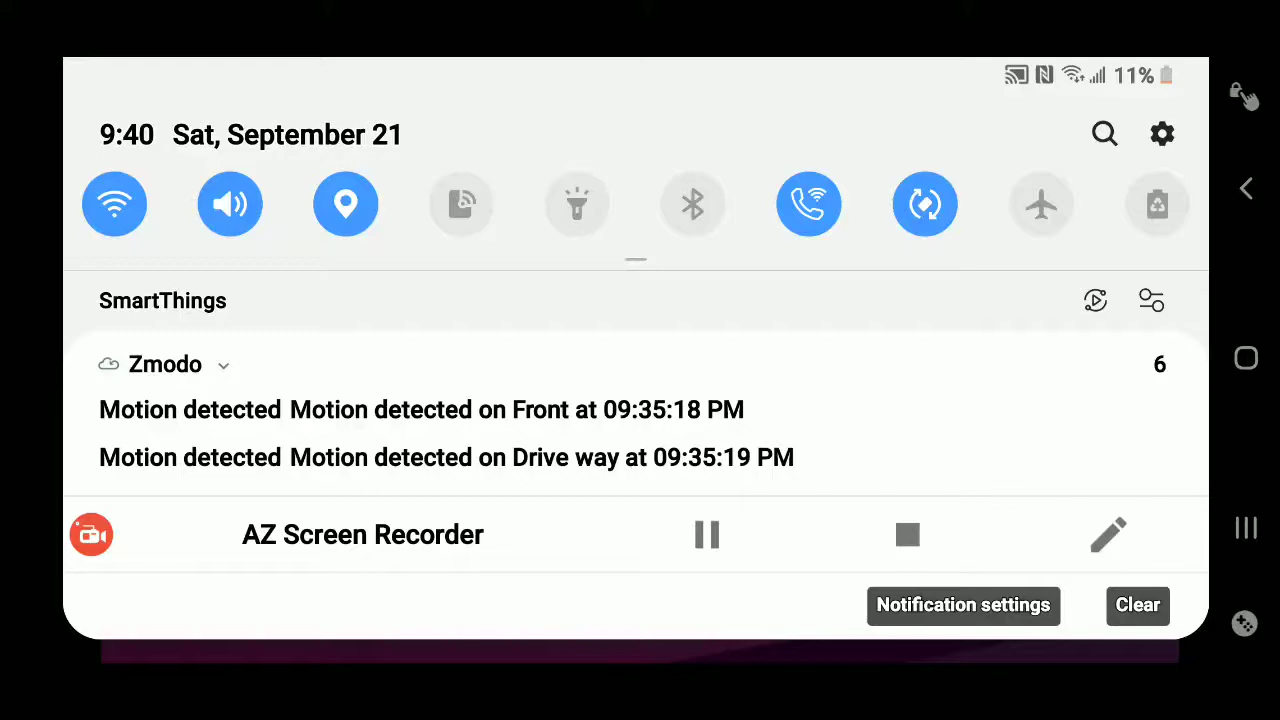 11%
9:40 Sat, September 21
SmartThings
Zmodo 6
Motion detected Motion detected on Front at 09:35:18 PM
Motion detected Motion detected on Drive way at 09:35:19 PM
AZ Screen Recorder
Notification settings Clear